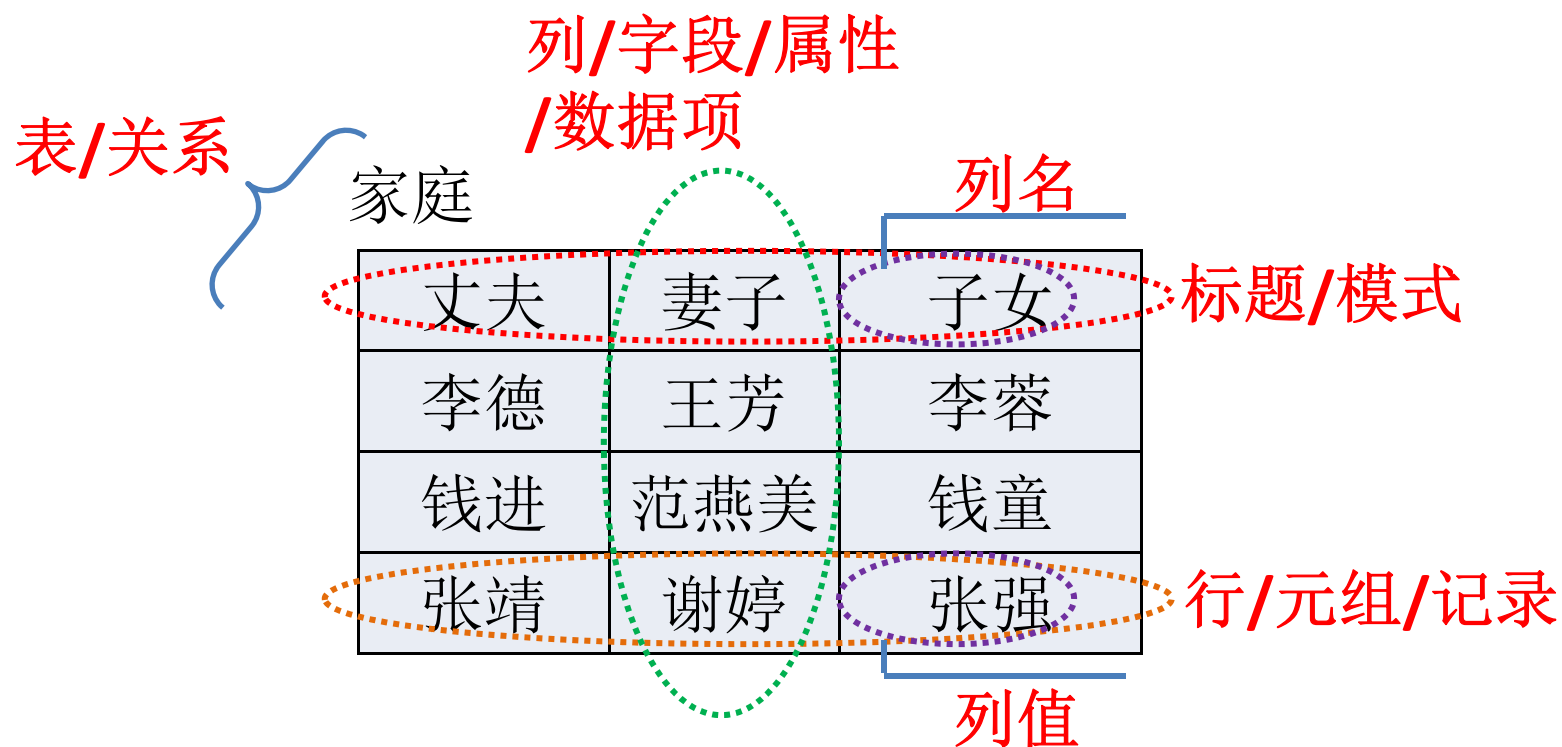 列/字段/属性
/数据项
表/关系
家庭
列名
丈夫 妻子 子女
标题/模式
李德 王芳 李蓉
钱进 范燕美 钱童
张靖 谢婷 张强
行/元组/记录
列值